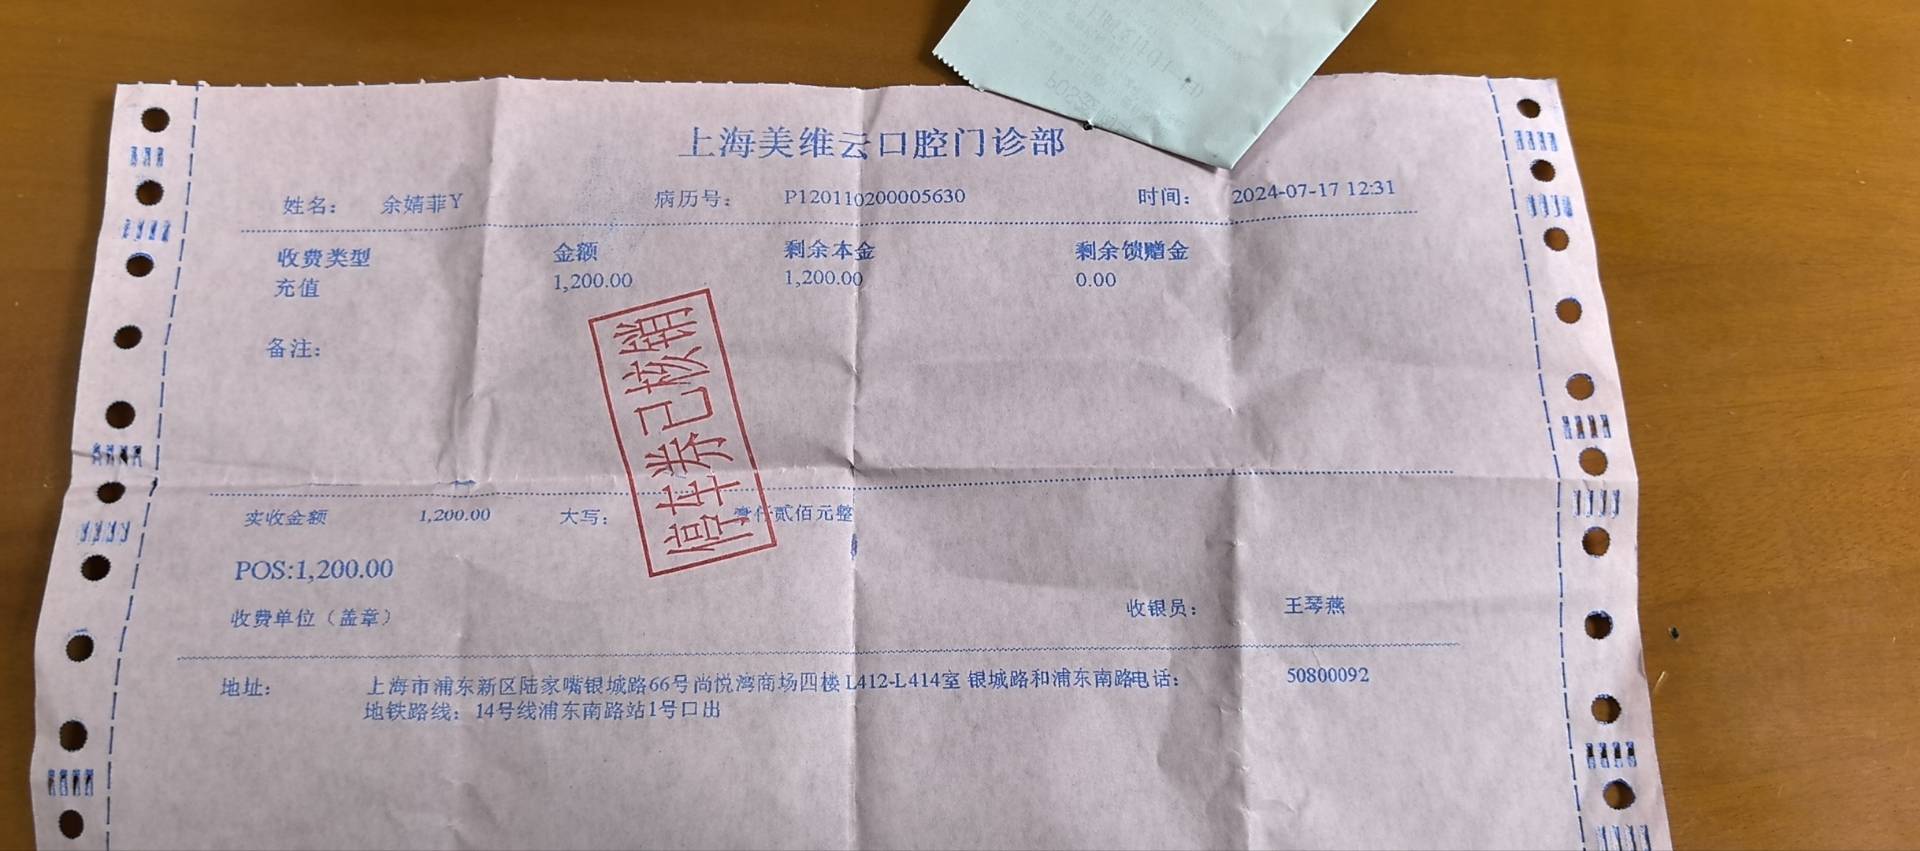 上海美维云口腔门诊部
姓名: 余婧菲Y 病历号: P120110200005630 时间: 2024-07-17 12:31
收费类型 金额 剩余本金 剩余馈赠金
充值 1,200.00 1,200.00 0.00
备注:
停车券已核销
实收金额 1,200.00 大写: 壹仟贰佰元整
POS:1,200.00
收费单位（盖章） 收银员: 王琴燕
地址: 上海市浦东新区陆家嘴银城路66号尚悦湾商场四楼 L412-L414室 银城路和浦东南路电话: 50800092
地铁路线: 14号线浦东南路站1号口出